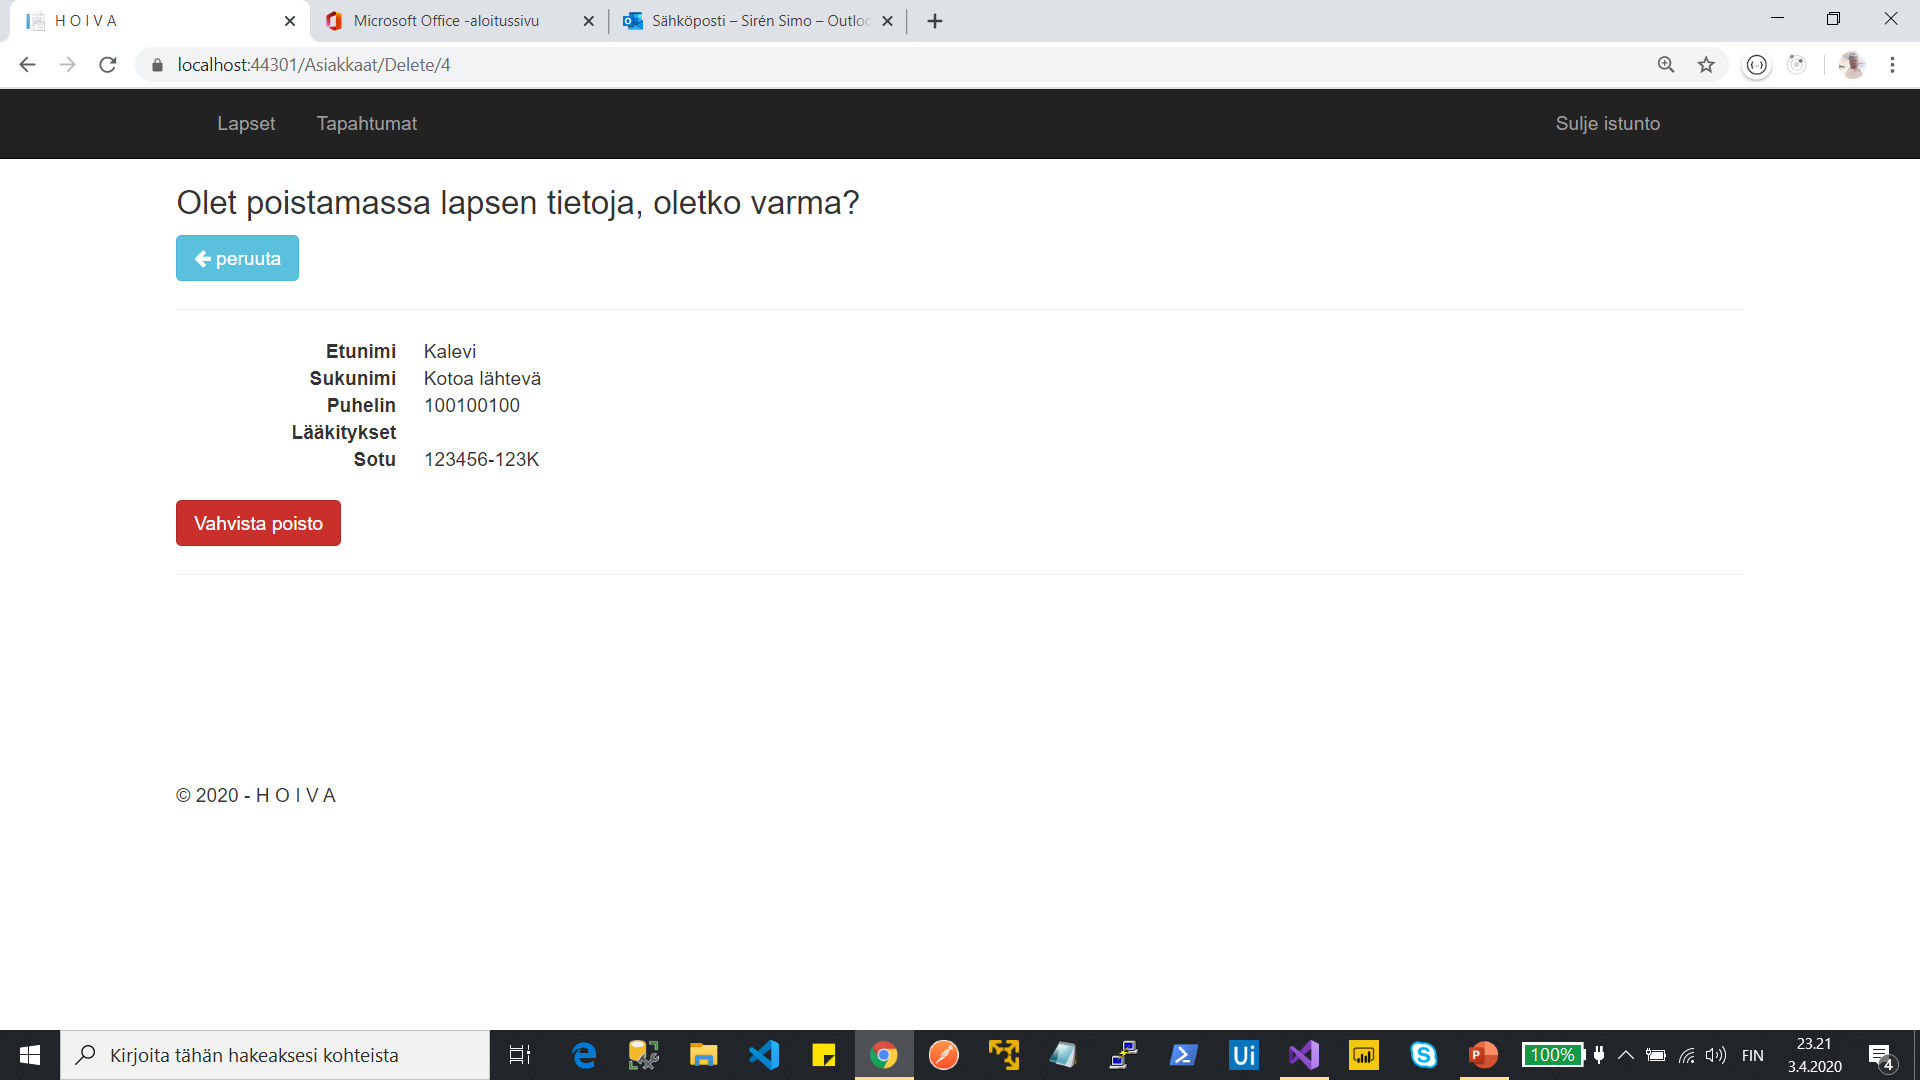 H O I V A
Microsoft Office -aloitussivu
Sähköposti – Sirén Simo – Outloo
localhost:44301/Asiakkaat/Delete/4
Lapset Tapahtumat Sulje istunto
Olet poistamassa lapsen tietoja, oletko varma?
peruuta
Etunimi Kalevi
Sukunimi Kotoa lähtevä
Puhelin 100100100
Lääkitykset
Sotu 123456-123K
Vahvista poisto
© 2020 - H O I V A
Kirjoita tähän hakeaksesi kohteista
Ui
P
100%
FIN
23.21
3.4.2020
4